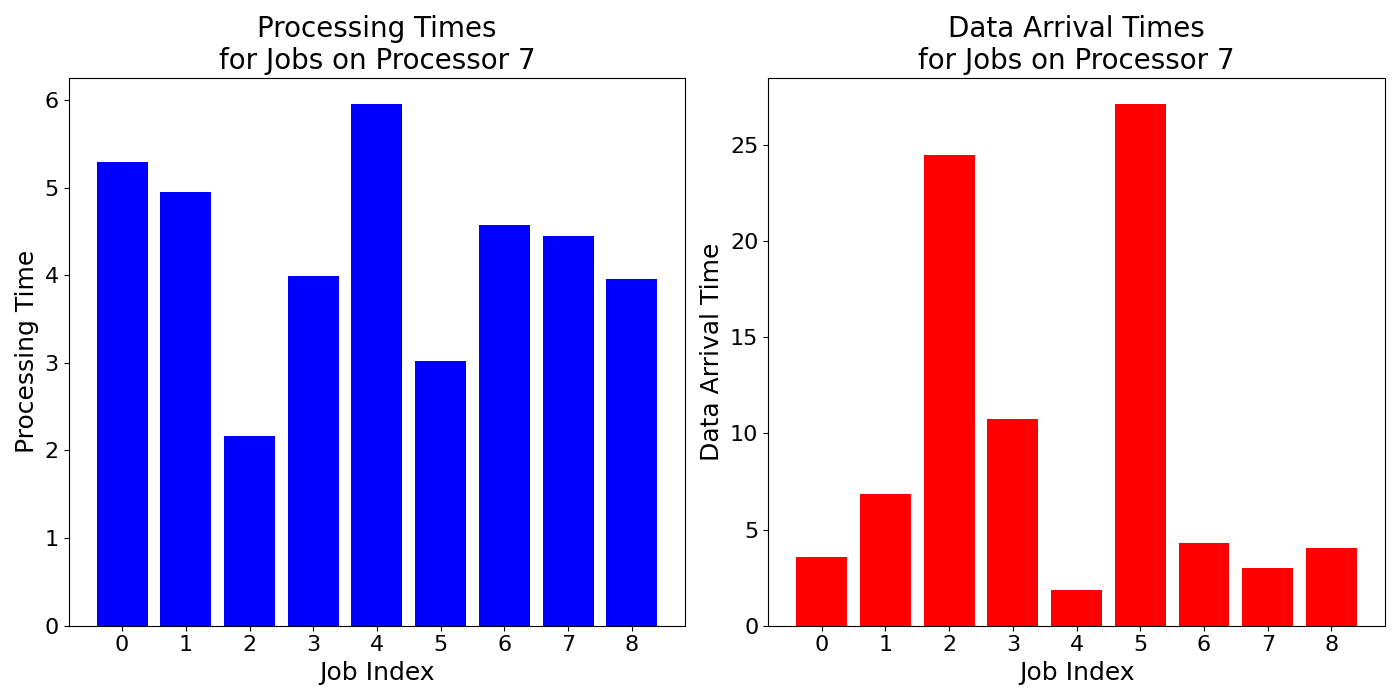 Processing Times
for Jobs on Processor 7
Processing Time
6
5
4
3
2
1
0
0 1 2 3 4 5 6 7 8
Job Index
Data Arrival Times
for Jobs on Processor 7
Data Arrival Time
25
20
15
10
5
0
0 1 2 3 4 5 6 7 8
Job Index